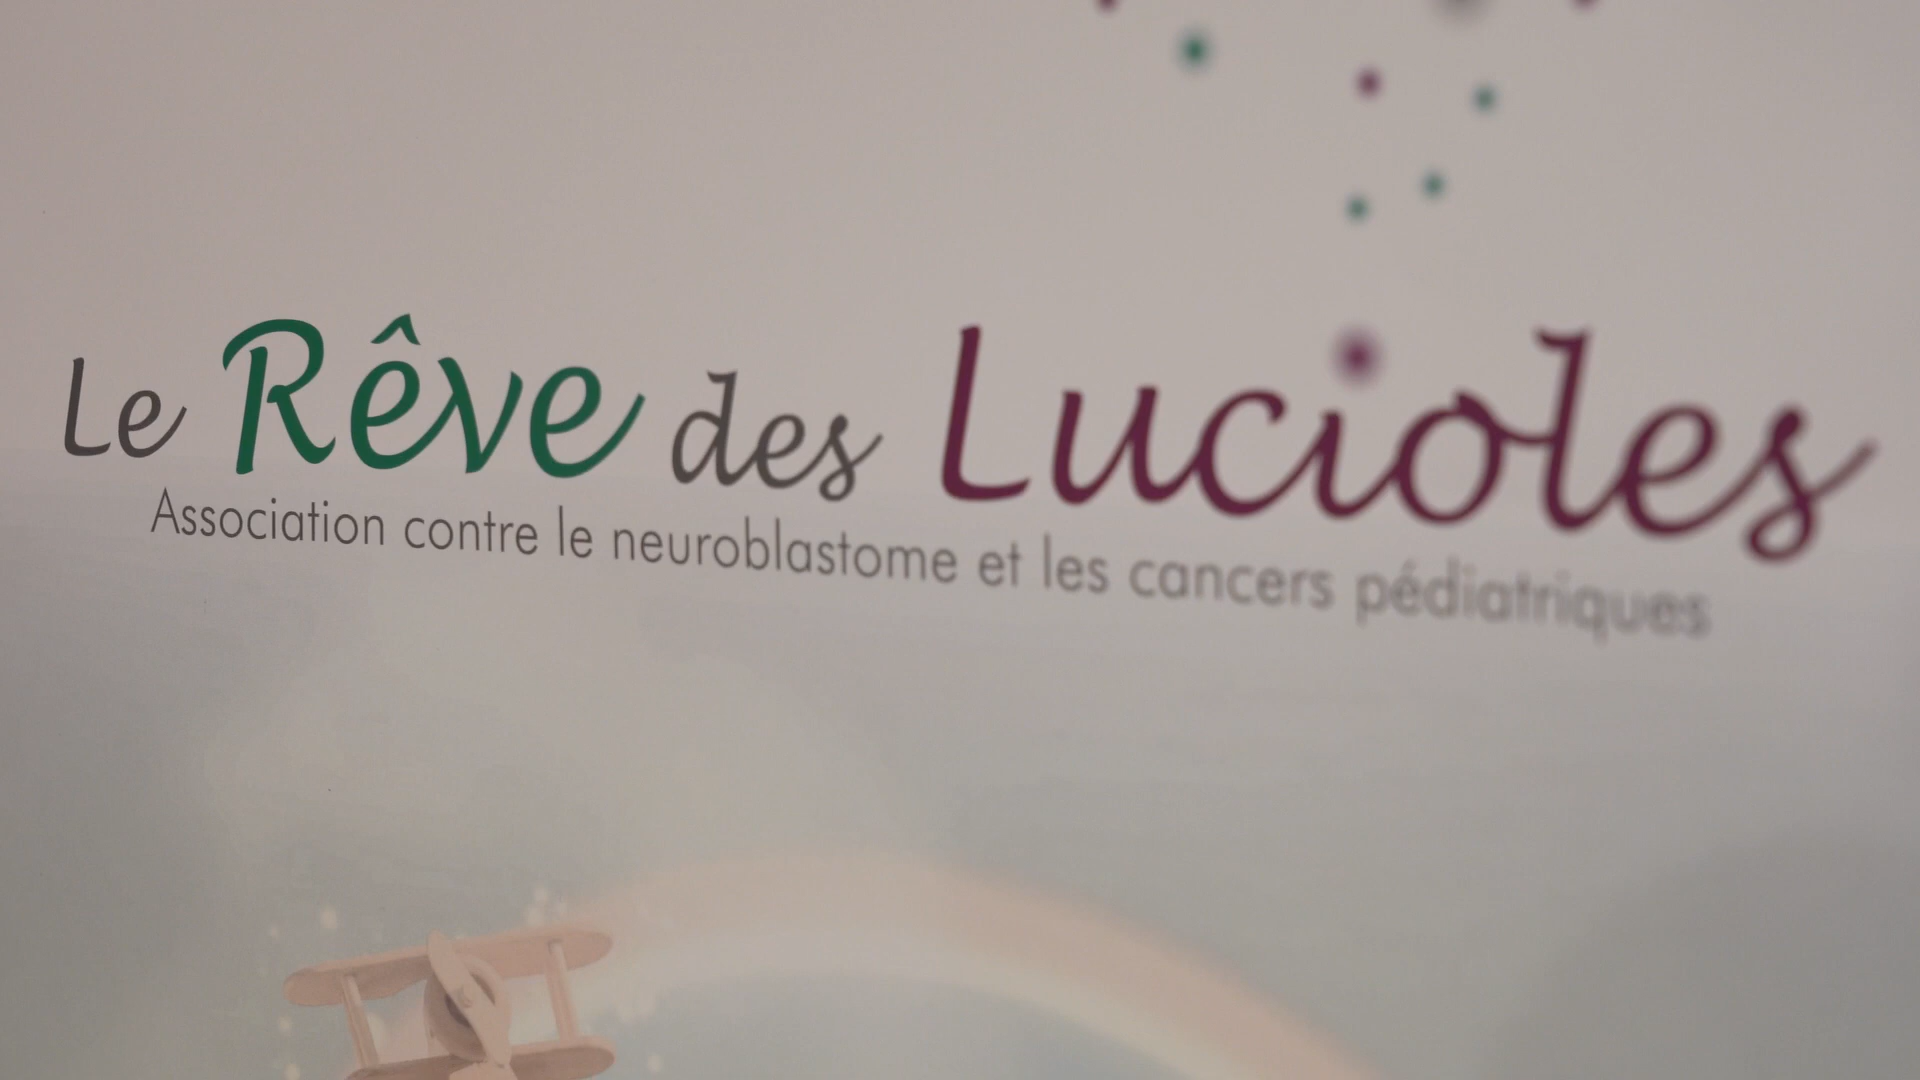 Le Rêve des Lucioles
Association contre le neuroblastome et les cancers pédiatriques